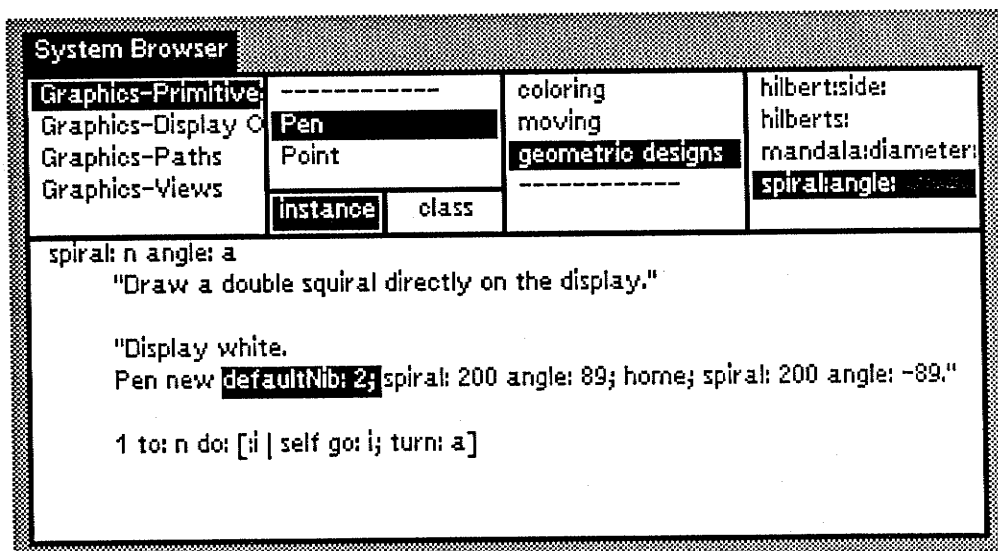 System Browser
Graphics-Primitive
Graphics-Display
Graphics-Paths
Graphics-Views
------------
Pen
Point
instance class
coloring
moving
geometric designs
------------
hilbert:side:
hilberts:
mandala:diameter:
spiral:angle:
spiral: n angle: a
"Draw a double squiral directly on the display."
"Display white.
Pen new defaultNib: 2; spiral: 200 angle: 89; home; spiral: 200 angle: -89."
1 to: n do: [:i | self go: i; turn: a]